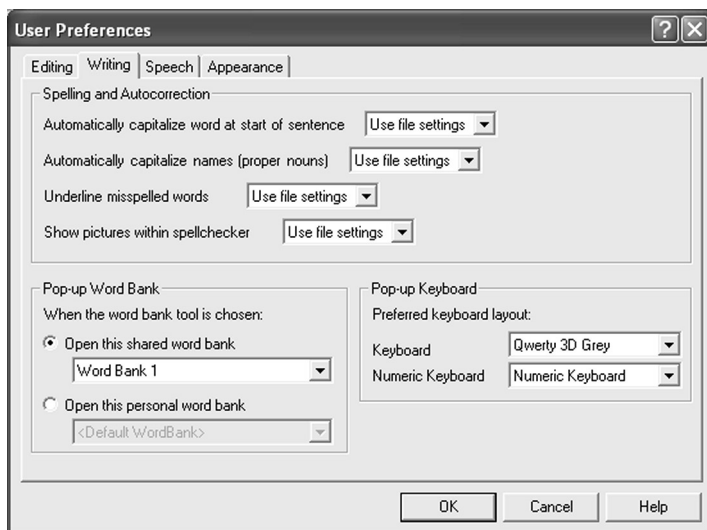 User Preferences
Editing Writing Speech Appearance
Spelling and Autocorrection
Automatically capitalize word at start of sentence Use file settings
Automatically capitalize names (proper nouns) Use file settings
Underline misspelled words Use file settings
Show pictures within spellchecker Use file settings
Pop-up Word Bank
When the word bank tool is chosen:
Open this shared word bank
Word Bank 1
Open this personal word bank
<Default WordBank>
Pop-up Keyboard
Preferred keyboard layout:
Keyboard Qwerty 3D Grey
Numeric Keyboard Numeric Keyboard
OK Cancel Help